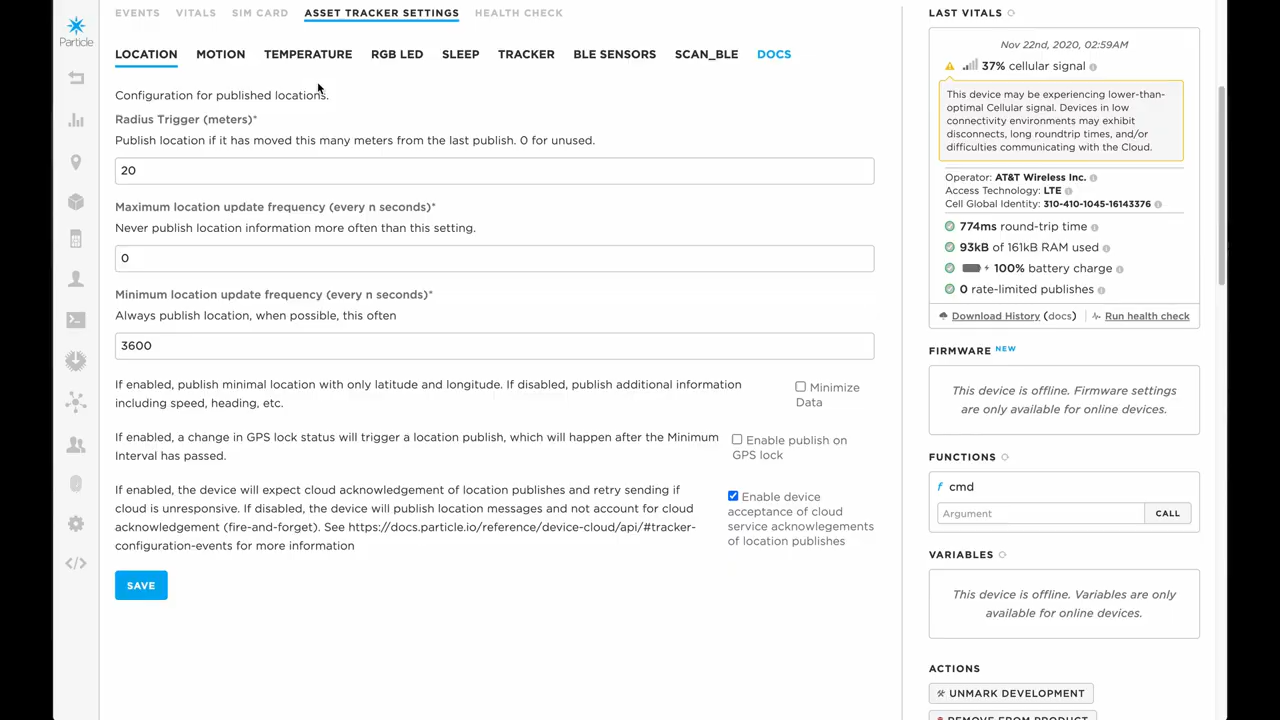 Particle
EVENTS VITALS SIM CARD ASSET TRACKER SETTINGS HEALTH CHECK
LOCATION MOTION TEMPERATURE RGB LED SLEEP TRACKER BLE SENSORS SCAN_BLE DOCS
Configuration for published locations.
Radius Trigger (meters)*
Publish location if it has moved this many meters from the last publish. 0 for unused.
20
Maximum location update frequency (every n seconds)*
Never publish location information more often than this setting.
0
Minimum location update frequency (every n seconds)*
Always publish location, when possible, this often
3600
If enabled, publish minimal location with only latitude and longitude. If disabled, publish additional information
including speed, heading, etc.
Minimize
Data
If enabled, a change in GPS lock status will trigger a location publish, which will happen after the Minimum
Interval has passed.
Enable publish on
GPS lock
If enabled, the device will expect cloud acknowledgement of location publishes and retry sending if
cloud is unresponsive. If disabled, the device will publish location messages and not account for cloud
acknowledgement (fire-and-forget). See https://docs.particle.io/reference/device-cloud/api/#tracker-
configuration-events for more information
Enable device
acceptance of cloud
service acknowlegements
of location publishes
SAVE
LAST VITALS
Nov 22nd, 2020, 02:59AM
37% cellular signal
This device may be experiencing lower-than-
optimal Cellular signal. Devices in low
connectivity environments may exhibit
disconnects, long roundtrip times, and/or
difficulties communicating with the Cloud.
Operator: AT&T Wireless Inc.
Access Technology: LTE
Cell Global Identity: 310-410-1045-16143376
774ms round-trip time
93kB of 161kB RAM used
100% battery charge
0 rate-limited publishes
Download History (docs) Run health check
FIRMWARE NEW
This device is offline. Firmware settings
are only available for online devices.
FUNCTIONS
f cmd
Argument CALL
VARIABLES
This device is offline. Variables are only
available for online devices.
ACTIONS
UNMARK DEVELOPMENT
REMOVE FROM PRODUCT